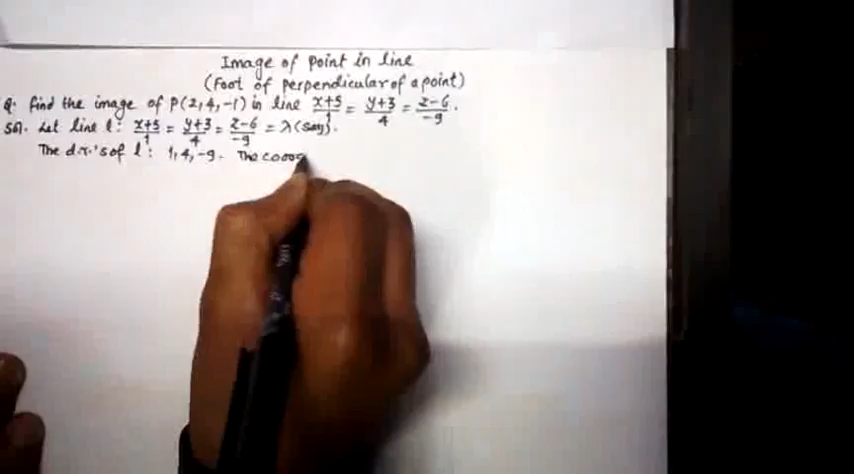 Image of point in line
(Foot of perpendicular of a point)
Q. Find the image of P(2,4,-1) in line (x+5)/1 = (y+3)/4 = (z-6)/-9.
Sol. Let line l: (x+5)/1 = (y+3)/4 = (z-6)/-9 = λ(say).
The d.r.'s of l: 1,4,-9. The